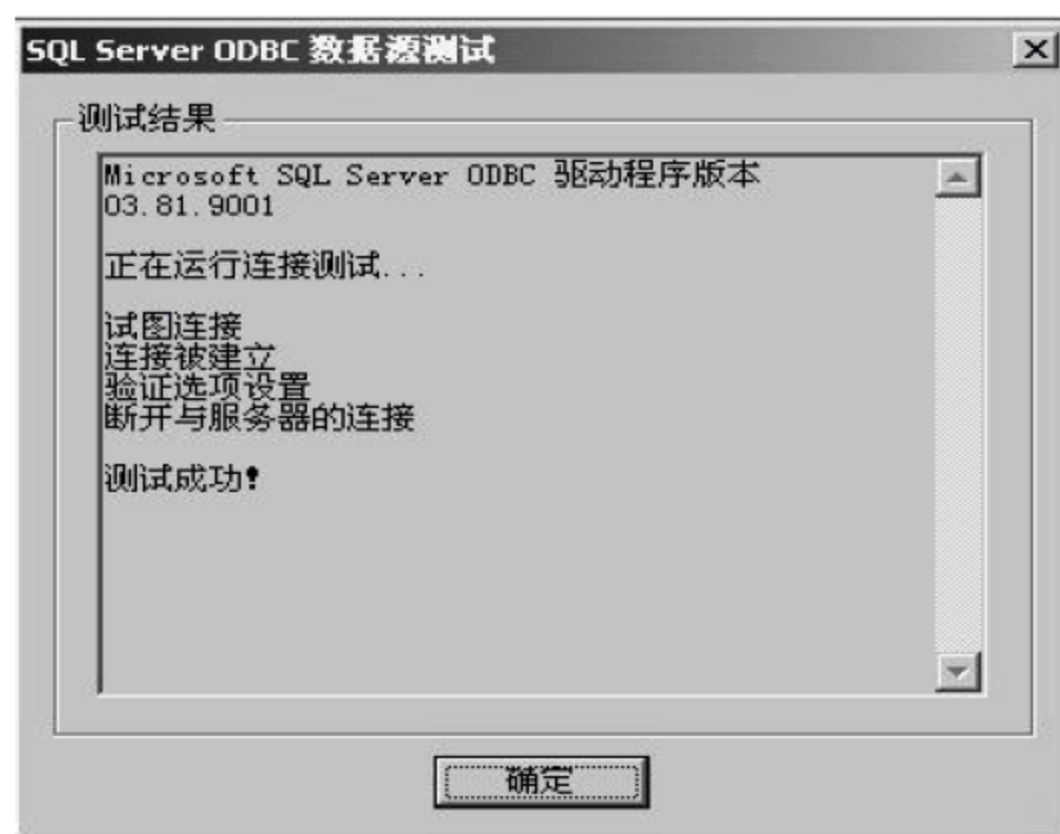 SQL Server ODBC 数据源测试
测试结果
Microsoft SQL Server ODBC 驱动程序版本
03.81.9001
正在运行连接测试...
试图连接
连接被建立
验证选项设置
断开与服务器的连接
测试成功!
确定